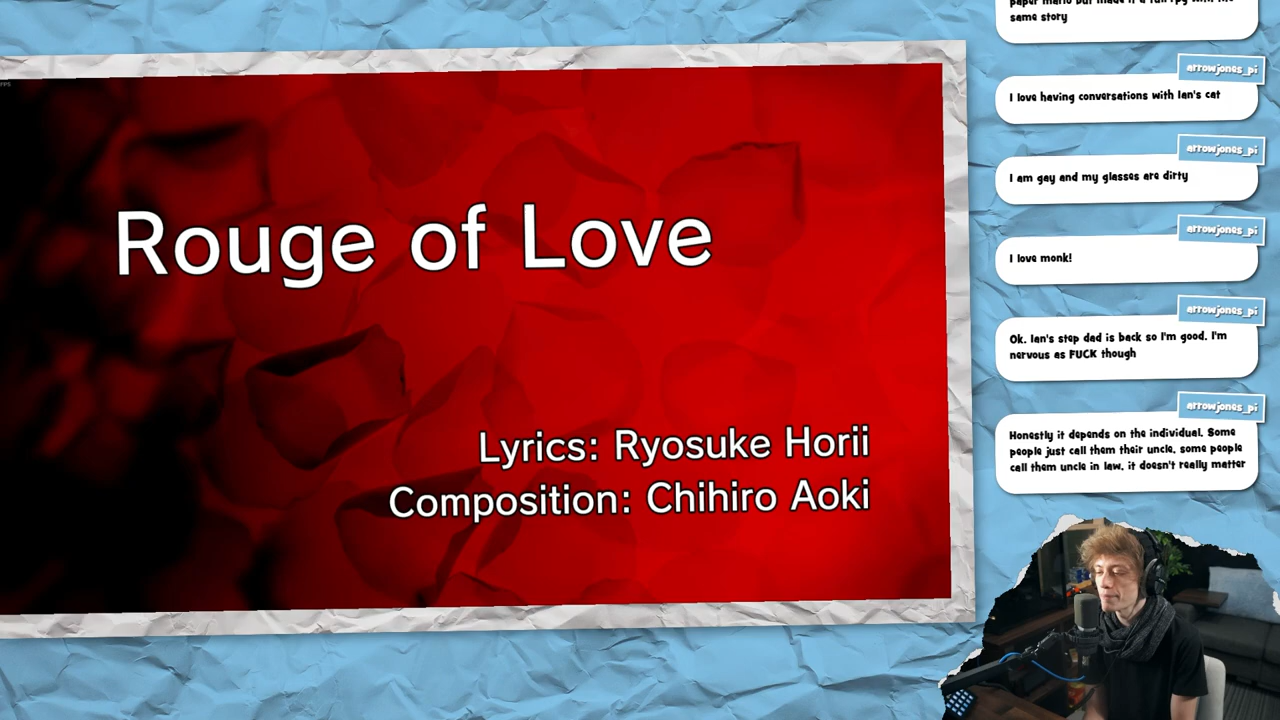 Rouge of Love
Lyrics: Ryosuke Horii
Composition: Chihiro Aoki
same story
arrowjones_pi
I love having conversations with Ian's cat
arrowjones_pi
I am gay and my glasses are dirty
arrowjones_pi
I love monk!
arrowjones_pi
Ok. Ian's step dad is back so I'm good. I'm
nervous as FUCK though
arrowjones_pi
Honestly it depends on the individual. Some
people just call them their uncle, some people
call them uncle in law, it doesn't really matter